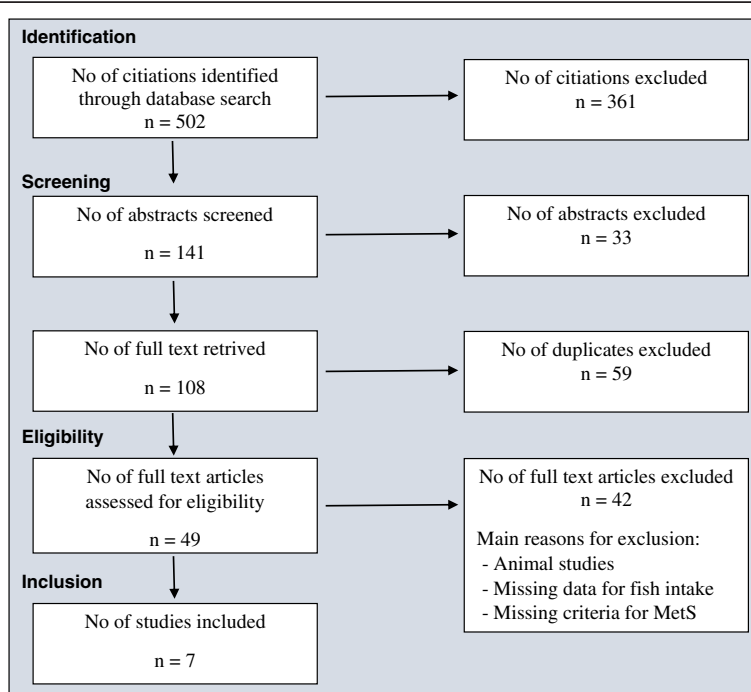 Identification
No of citiations identified
through database search
n = 502
No of citiations excluded
n = 361
Screening
No of abstracts screened
n = 141
No of abstracts excluded
n = 33
No of full text retrived
n = 108
No of duplicates excluded
n = 59
Eligibility
No of full text articles
assessed for eligibility
n = 49
No of full text articles excluded
n = 42
Main reasons for exclusion:
- Animal studies
- Missing data for fish intake
- Missing criteria for MetS
Inclusion
No of studies included
n = 7